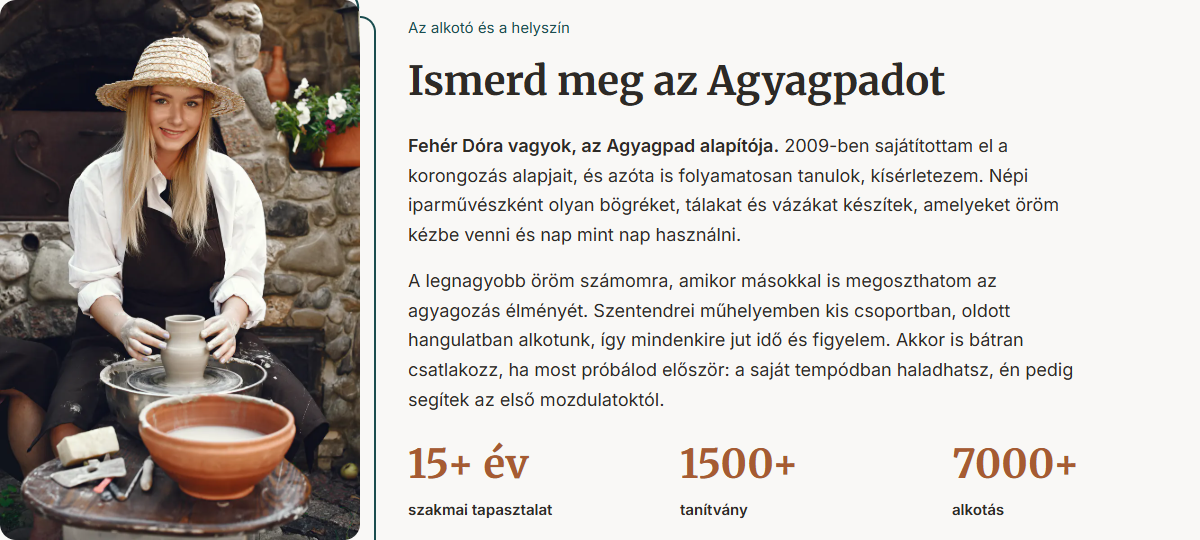 Az alkotó és a helyszín
Ismerd meg az Agyagpadot
Fehér Dóra vagyok, az Agyagpad alapítója. 2009-ben sajátítottam el a
korongozás alapjait, és azóta is folyamatosan tanulok, kísérletezem. Népi
iparművészként olyan bögréket, tálakat és vázákat készítek, amelyeket öröm
kézbe venni és nap mint nap használni.
A legnagyobb öröm számomra, amikor másokkal is megoszthatom az
agyagozás élményét. Szentendrei műhelyemben kis csoportban, oldott
hangulatban alkotunk, így mindenkire jut idő és figyelem. Akkor is bátran
csatlakozz, ha most próbálod először: a saját tempódban haladhatsz, én pedig
segítek az első mozdulatoktól.
15+ év
szakmai tapasztalat
1500+
tanítvány
7000+
alkotás